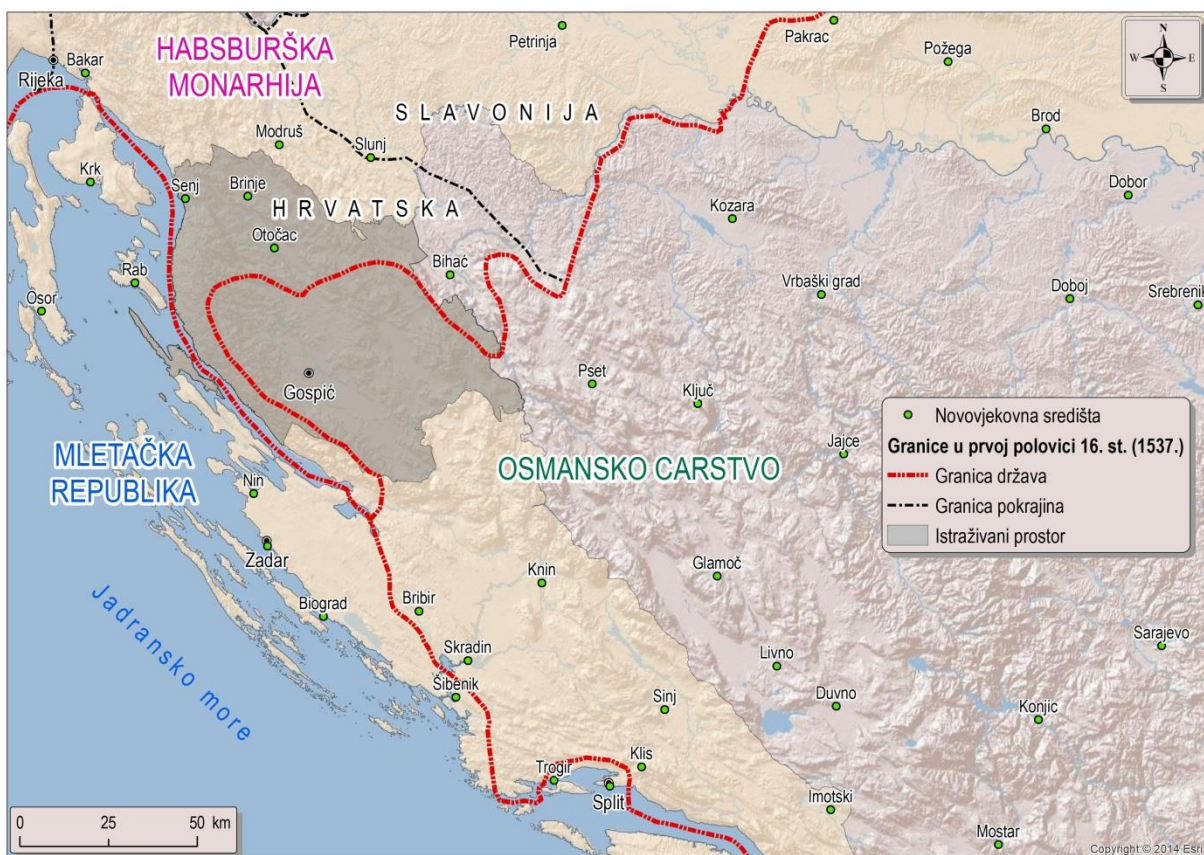 HABSBURŠKA
MONARHIJA
Petrinja
Pakrac
Požega
N
W E
S
Rijeka
Bakar
SLAVONIJA
Brod
Modruš
Slunj
Krk
Senj
Brinje
HRVATSKA
Kozara
Dobor
Otočac
Rab
Bihać
Osor
Vrbaški grad
Doboj
Srebrenik
Gospić
Pset
Ključ
Jajce
MLETAČKA
REPUBLIKA
OSMANSKO CARSTVO
Nin
Zadar
Knin
Glamoč
Biograd
Bribir
Jadransko more
Skradin
Šibenik
Livno
Sarajevo
Sinj
Duvno
Konjic
Klis
Trogir
Split
Imotski
Mostar
Novovjekovna središta
Granice u prvoj polovici 16. st. (1537.)
Granica država
Granica pokrajina
Istraživani prostor
0 25 50 km
Copyright:© 2014 Esri